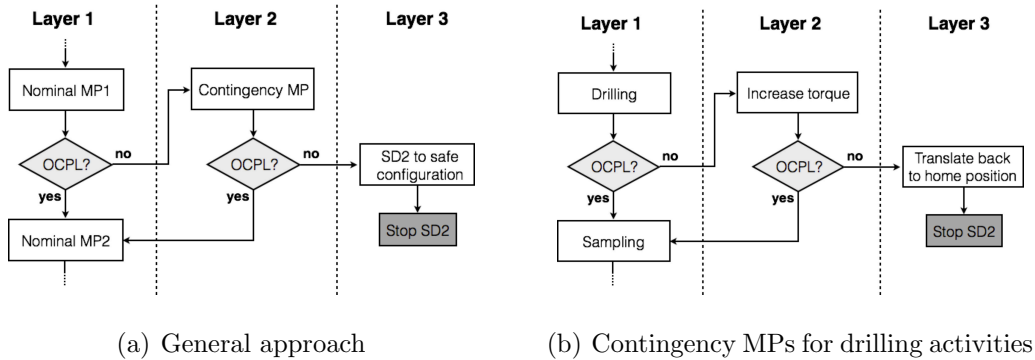 Layer 1
Layer 2
Layer 3
Nominal MP1
Contingency MP
OCPL?
no
OCPL?
no
SD2 to safe
configuration
yes
yes
Nominal MP2
Stop SD2
(a) General approach
Layer 1
Layer 2
Layer 3
Drilling
Increase torque
OCPL?
no
OCPL?
no
Translate back
to home position
yes
yes
Sampling
Stop SD2
(b) Contingency MPs for drilling activities